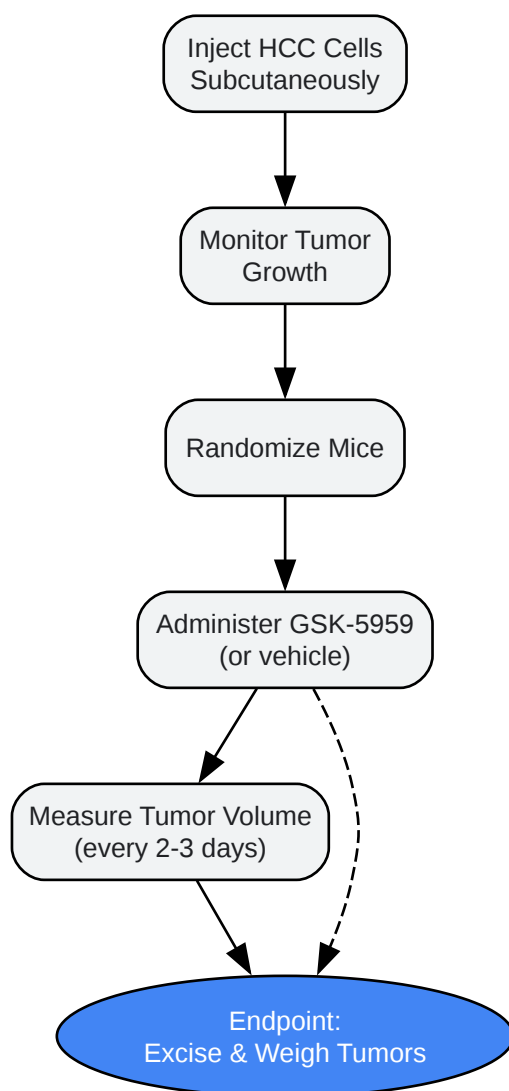 Inject HCC Cells
Subcutaneously
Monitor Tumor
Growth
Randomize Mice
Administer GSK-5959
(or vehicle)
Measure Tumor Volume
(every 2-3 days)
Endpoint:
Excise & Weigh Tumors